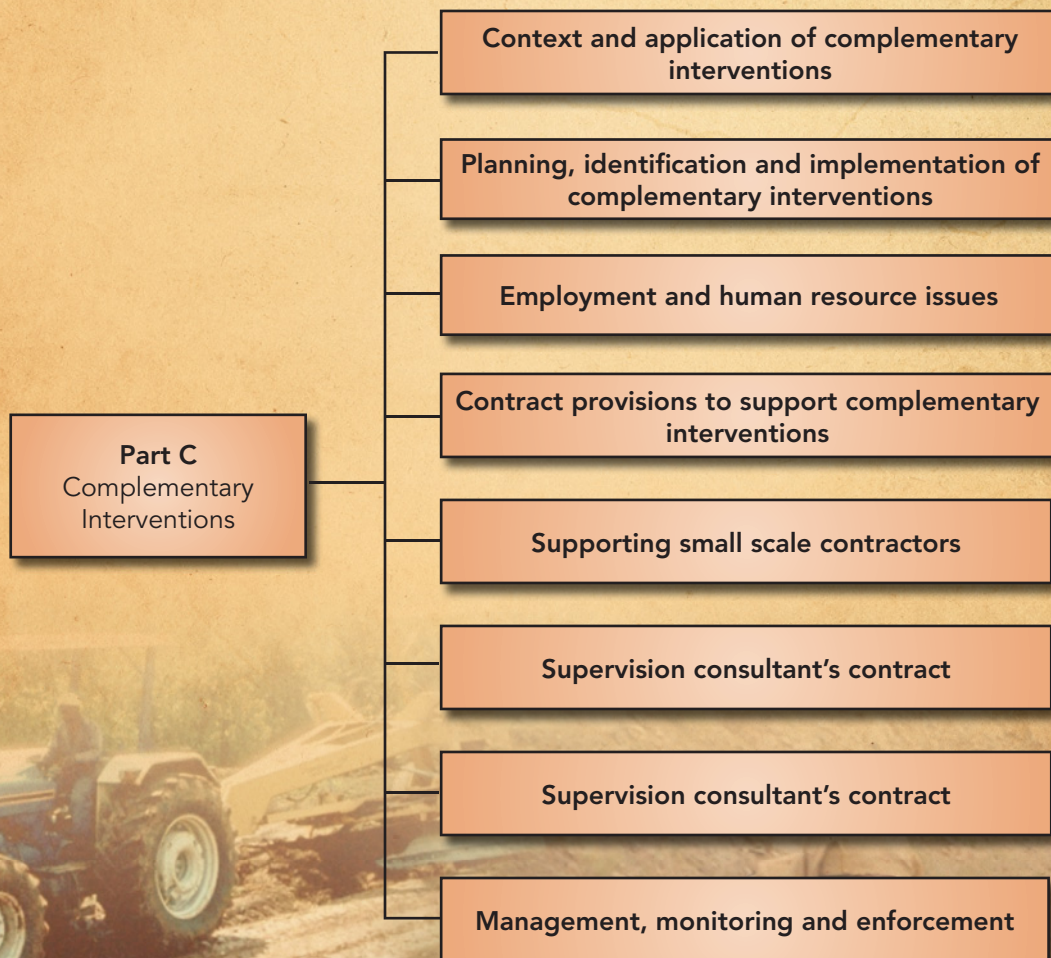 Context and application of complementary
interventions
Planning, identification and implementation of
complementary interventions
Employment and human resource issues
Contract provisions to support complementary
interventions
Part C
Complementary
Interventions
Supporting small scale contractors
Supervision consultant's contract
Supervision consultant's contract
Management, monitoring and enforcement